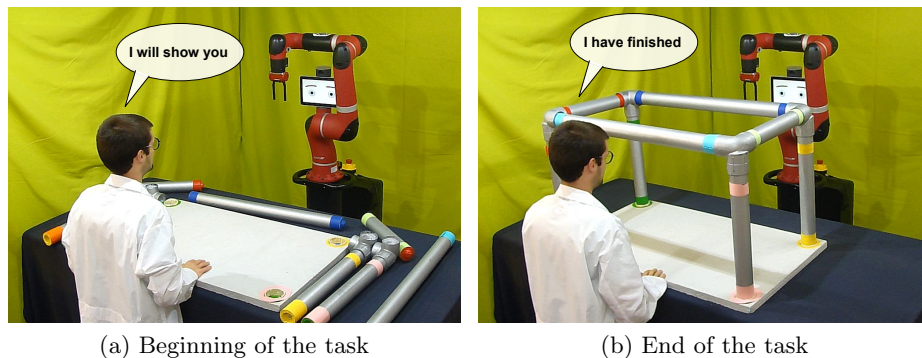 I will show you
I have finished
(a) Beginning of the task
(b) End of the task